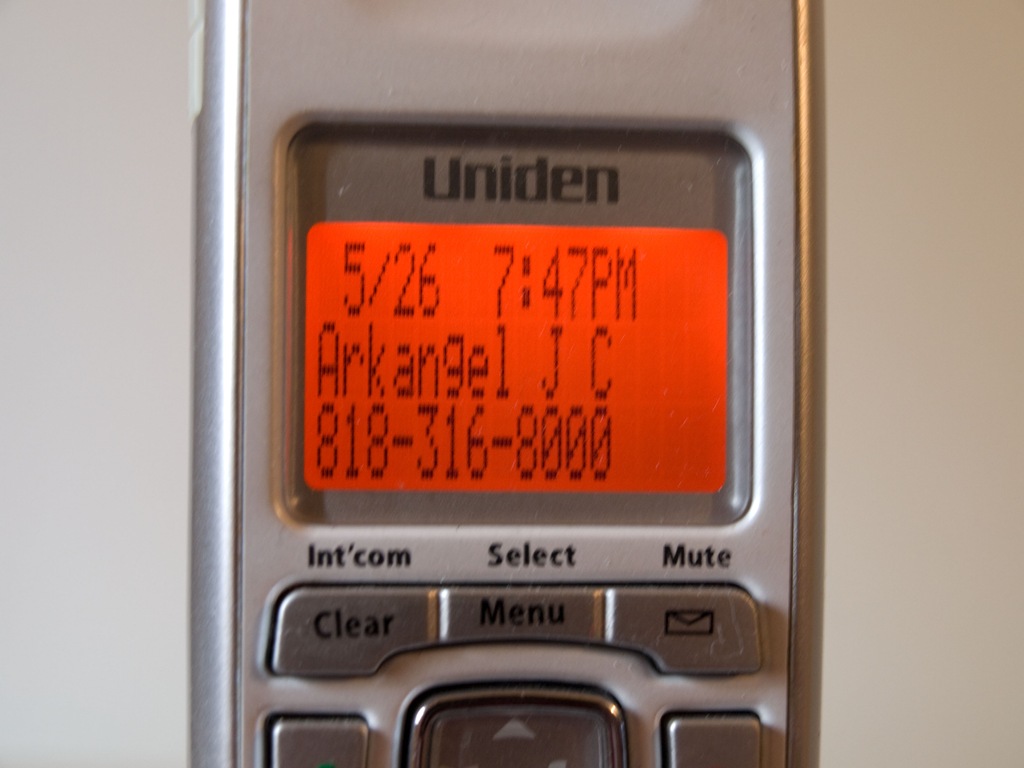 Uniden
5/26 7:47PM
Arkangel J C
818-316-8000
Int'com Select Mute
Clear Menu